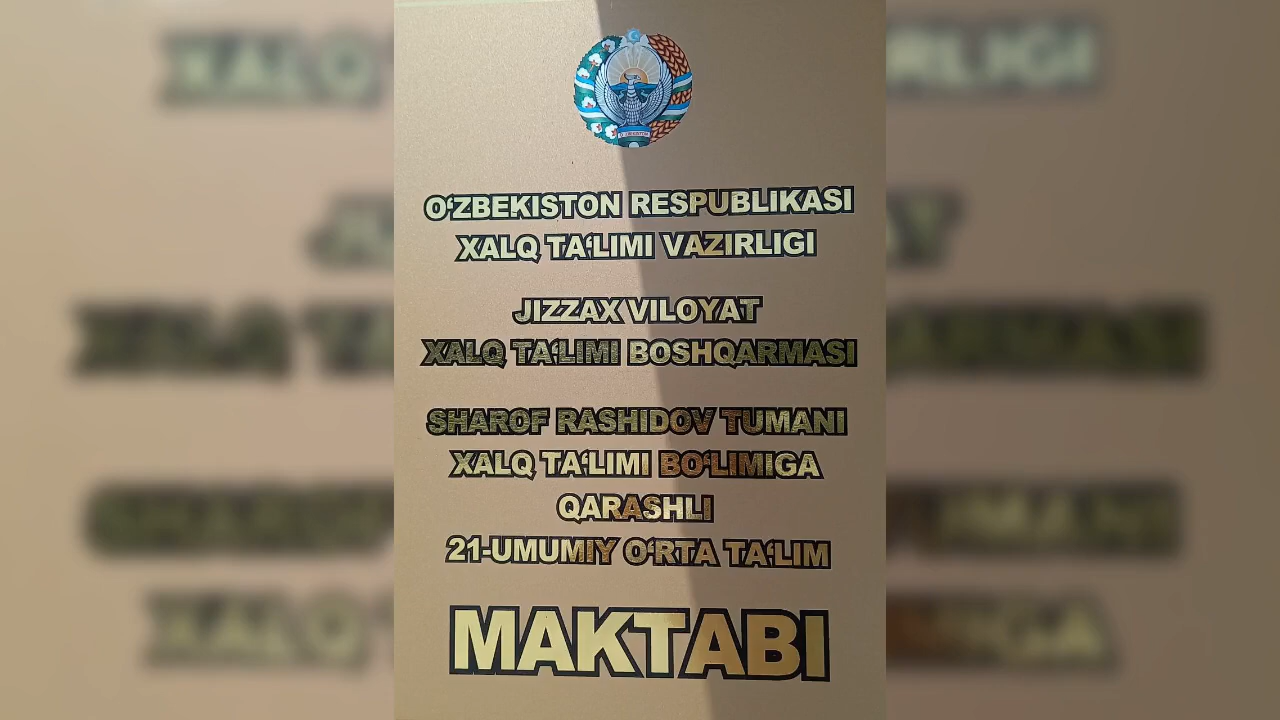 O‘ZBEKISTON RESPUBLIKASI
XALQ TA‘LIMI VAZIRLIGI
JIZZAX VILOYAT
XALQ TA‘LIMI BOSHQARMASI
SHAROF RASHIDOV TUMANI
XALQ TA‘LIMI BO‘LIMIGA
QARASHLI
21-UMUMIY O‘RTA TA‘LIM
MAKTABI